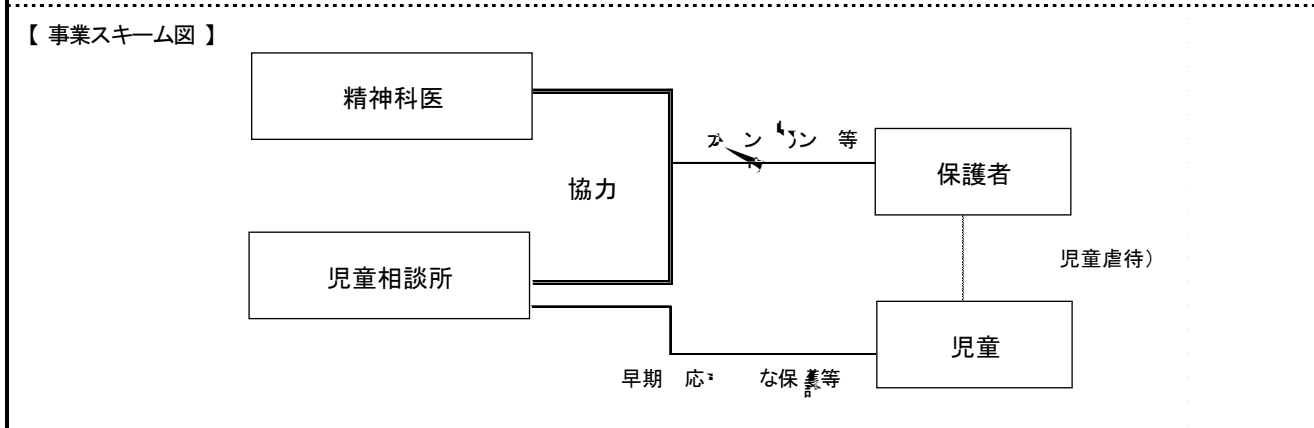 【 事業スキーム図 】
精神科医
等
保護者
協力
児童相談所
児童虐待）
児童
早期 応 な保 等